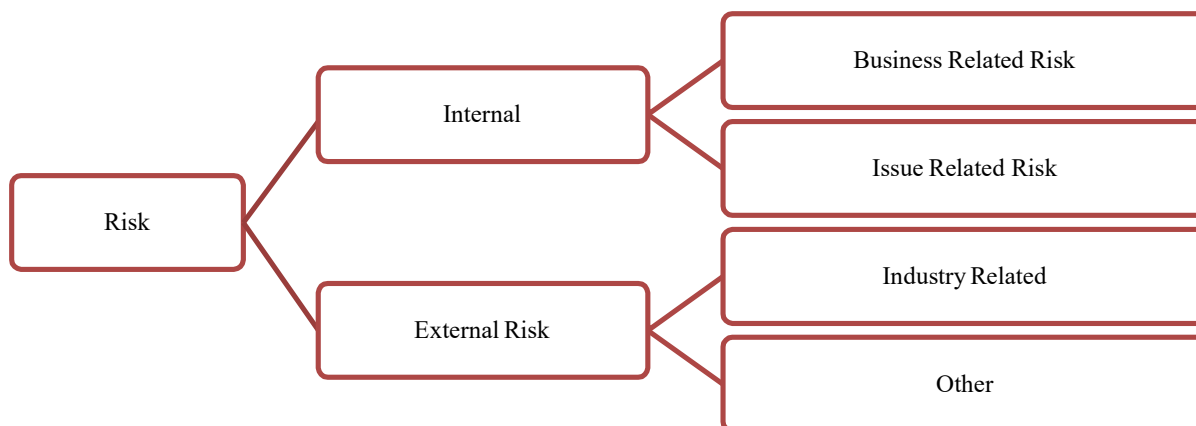 Risk
Internal
Business Related Risk
Issue Related Risk
External Risk
Industry Related
Other